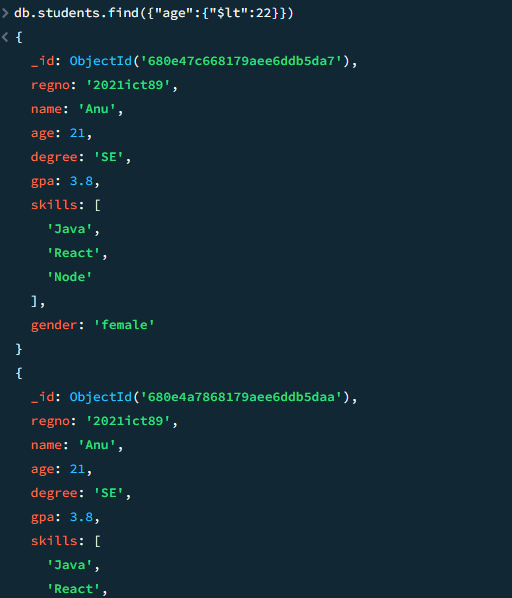 > db.students.find({"age":{"$lt":22}})
< {
_id: ObjectId('680e47c668179aee6ddb5da7'),
regno: '2021ict89',
name: 'Anu',
age: 21,
degree: 'SE',
gpa: 3.8,
skills: [
'Java',
'React',
'Node'
],
gender: 'female'
}
{
_id: ObjectId('680e4a7868179aee6ddb5daa'),
regno: '2021ict89',
name: 'Anu',
age: 21,
degree: 'SE',
gpa: 3.8,
skills: [
'Java',
'React',